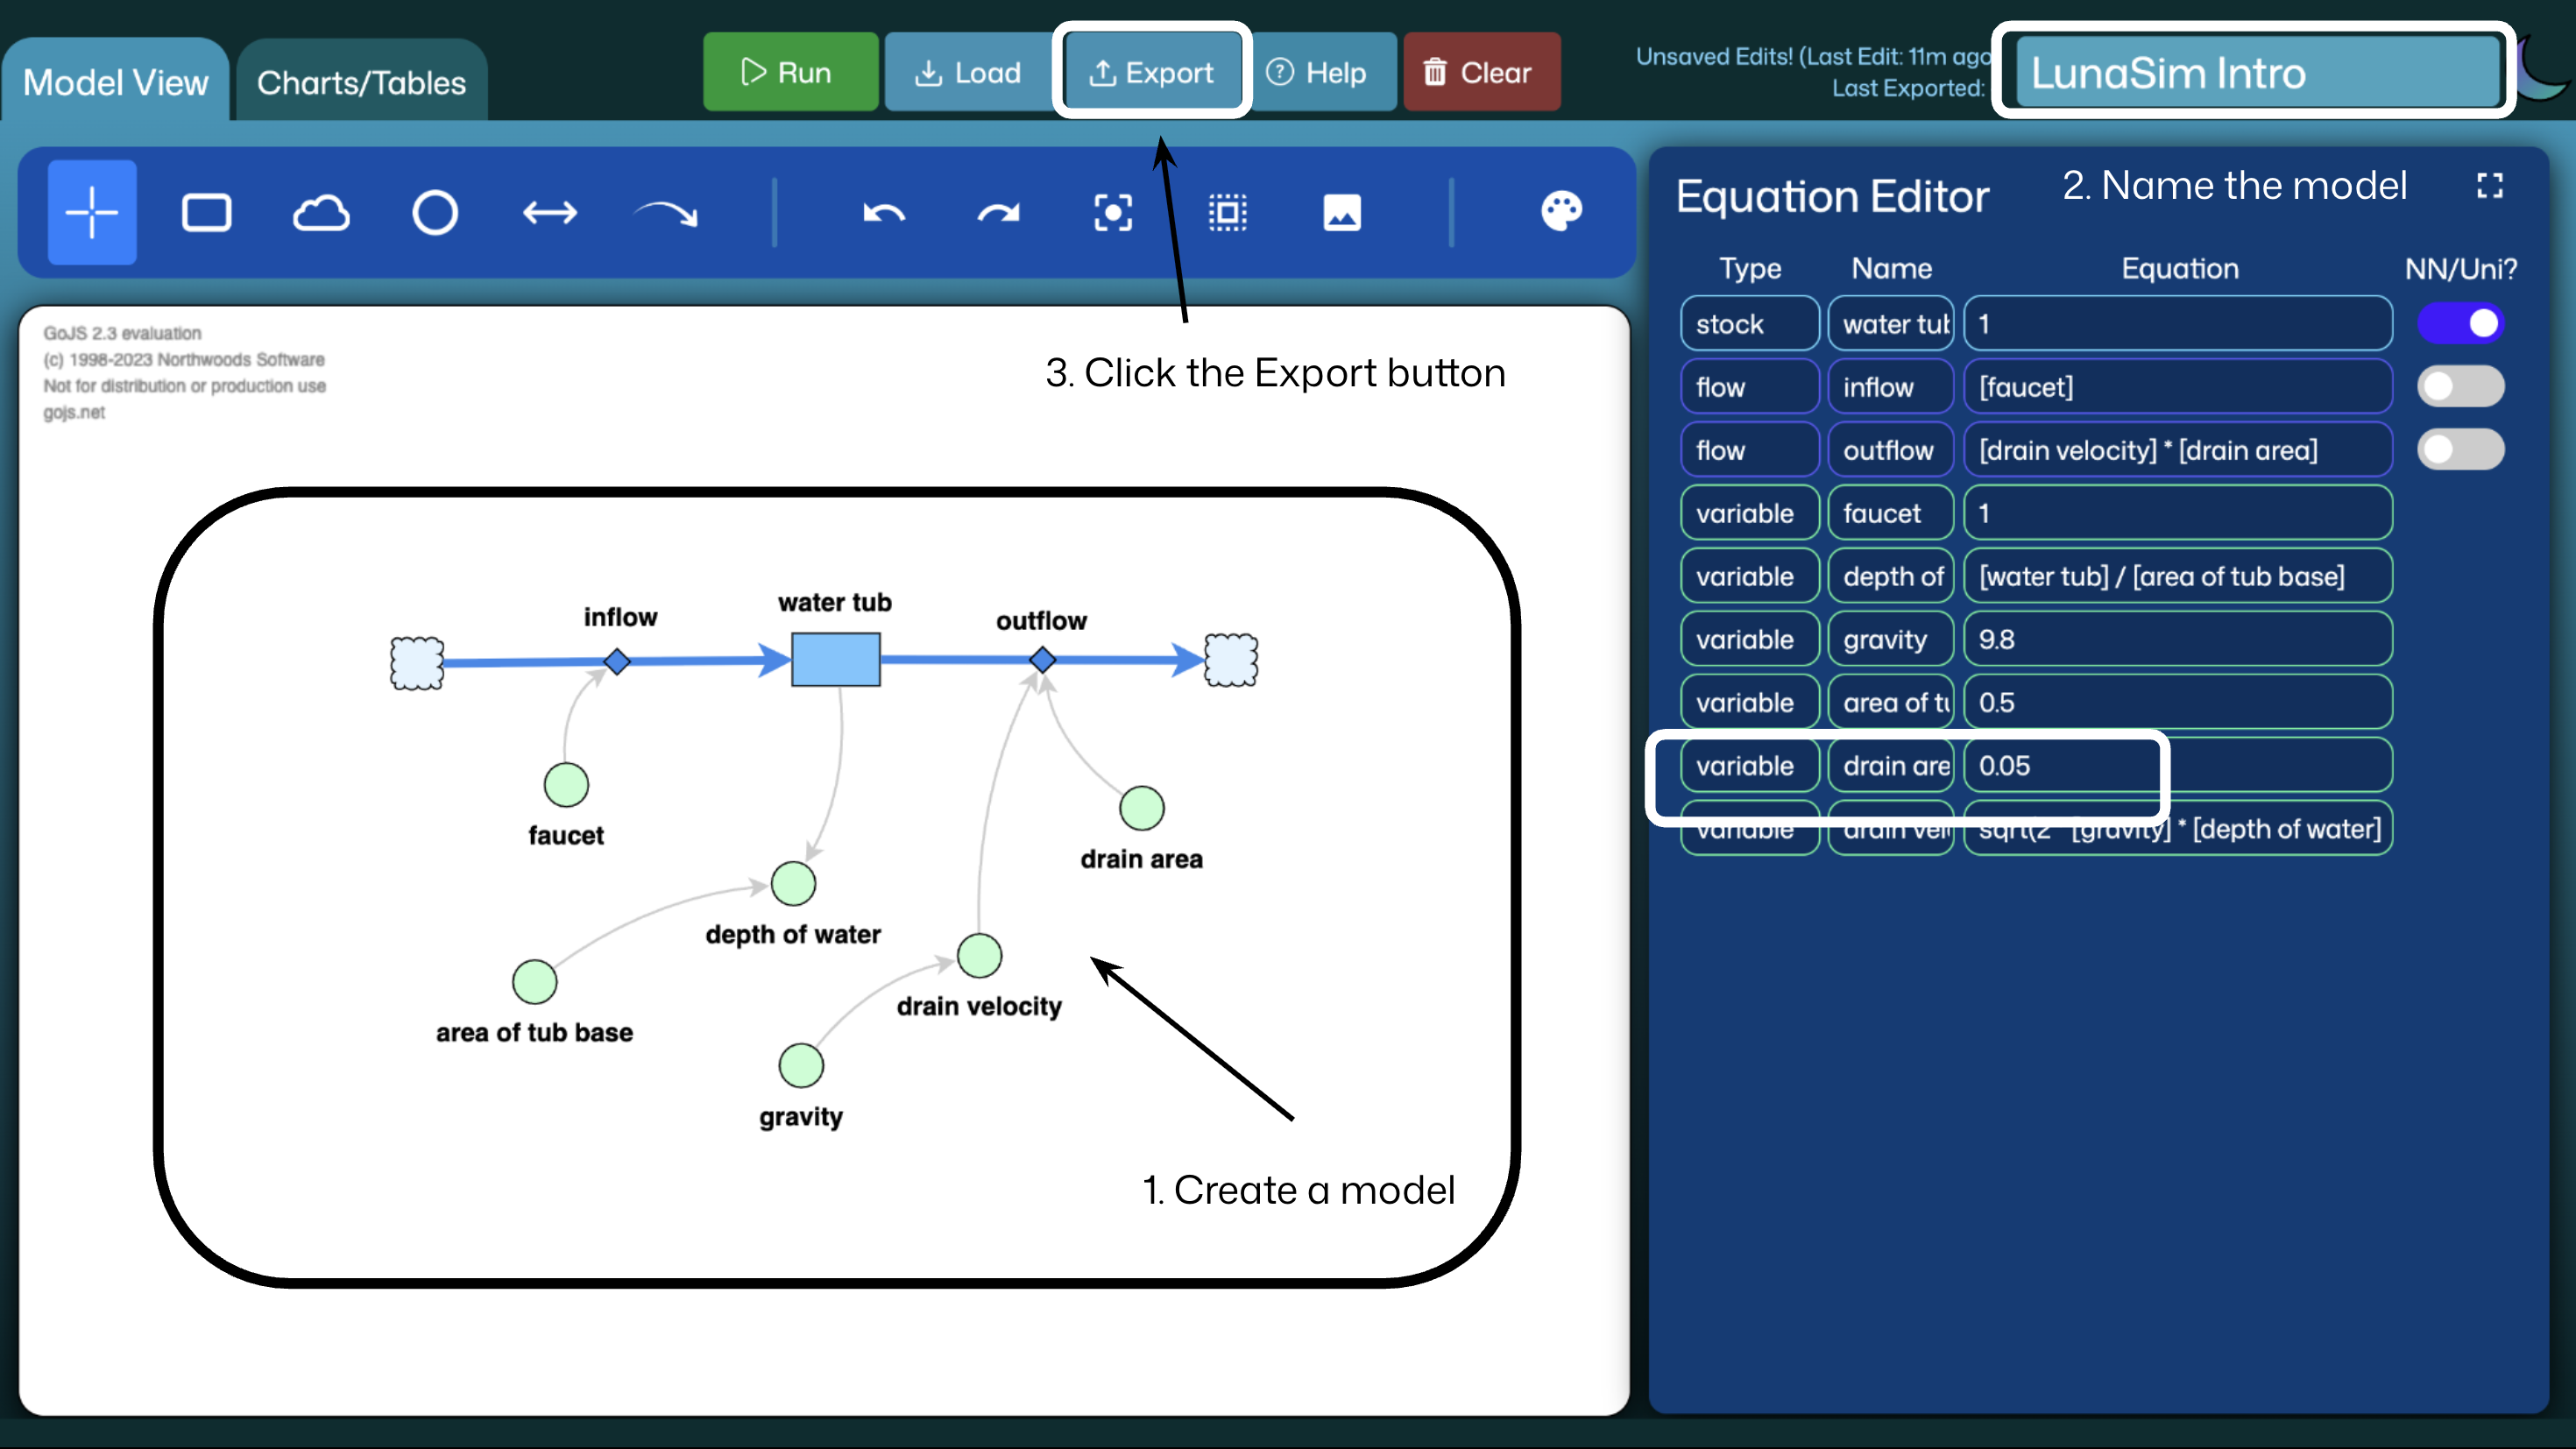 Model View
Charts/Tables
Run
Load
Export
Help
Clear
Unsaved Edits! (Last Edit: 11m ago
Last Exported:
LunaSim Intro
GoJS 2.3 evaluation
(c) 1998-2023 Northwoods Software
Not for distribution or production use
gojs.net
3. Click the Export button
inflow
water tub
outflow
faucet
drain area
depth of water
area of tub base
drain velocity
gravity
1. Create a model
Equation Editor
2. Name the model
Type Name Equation NN/Uni?
stock water tub 1
flow inflow [faucet]
flow outflow [drain velocity] * [drain area]
variable faucet 1
variable depth of [water tub] / [area of tub base]
variable gravity 9.8
variable area of tu 0.5
variable drain are 0.05
variable drain vel sqrt(2 [gravity] * [depth of water]